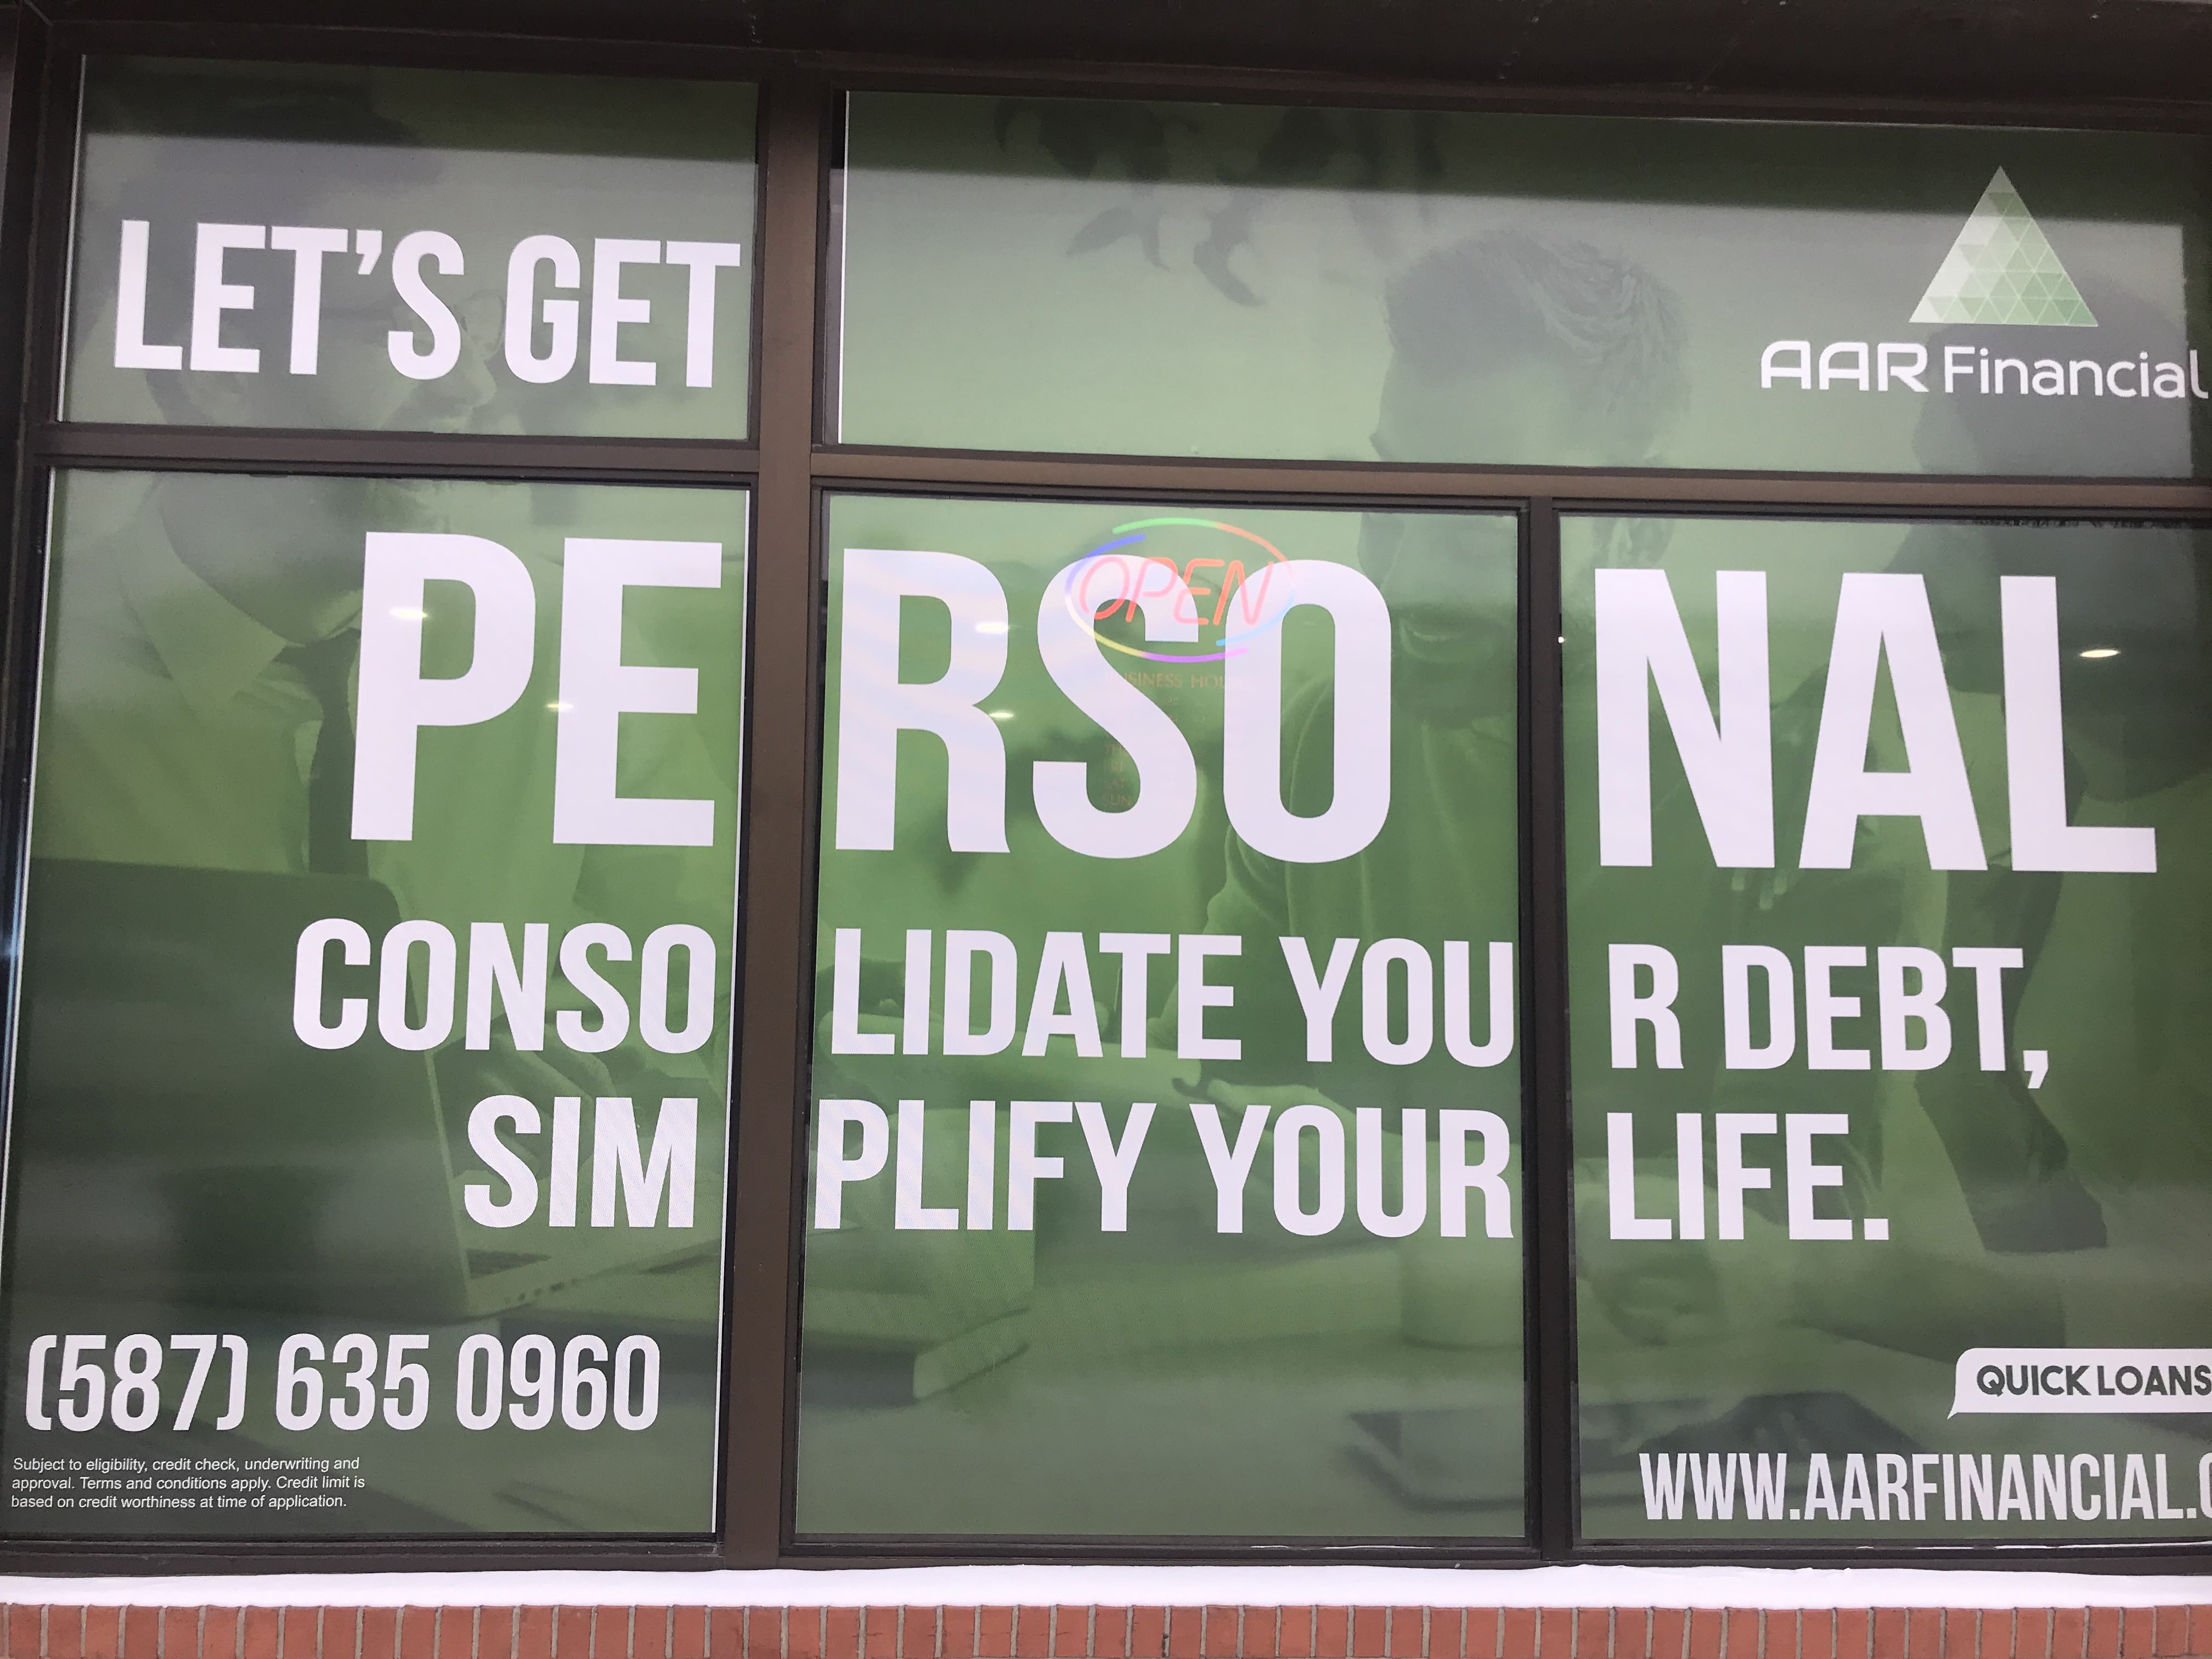 LET'S GET
AAR Financial
OPEN
PERSONAL
CONSOLIDATE YOUR DEBT,
SIMPLIFY YOUR LIFE.
(587) 635 0960
QUICK LOANS
Subject to eligibility, credit check, underwriting and
approval. Terms and conditions apply. Credit limit is
based on credit worthiness at time of application.
WWW.AARFINANCIAL.